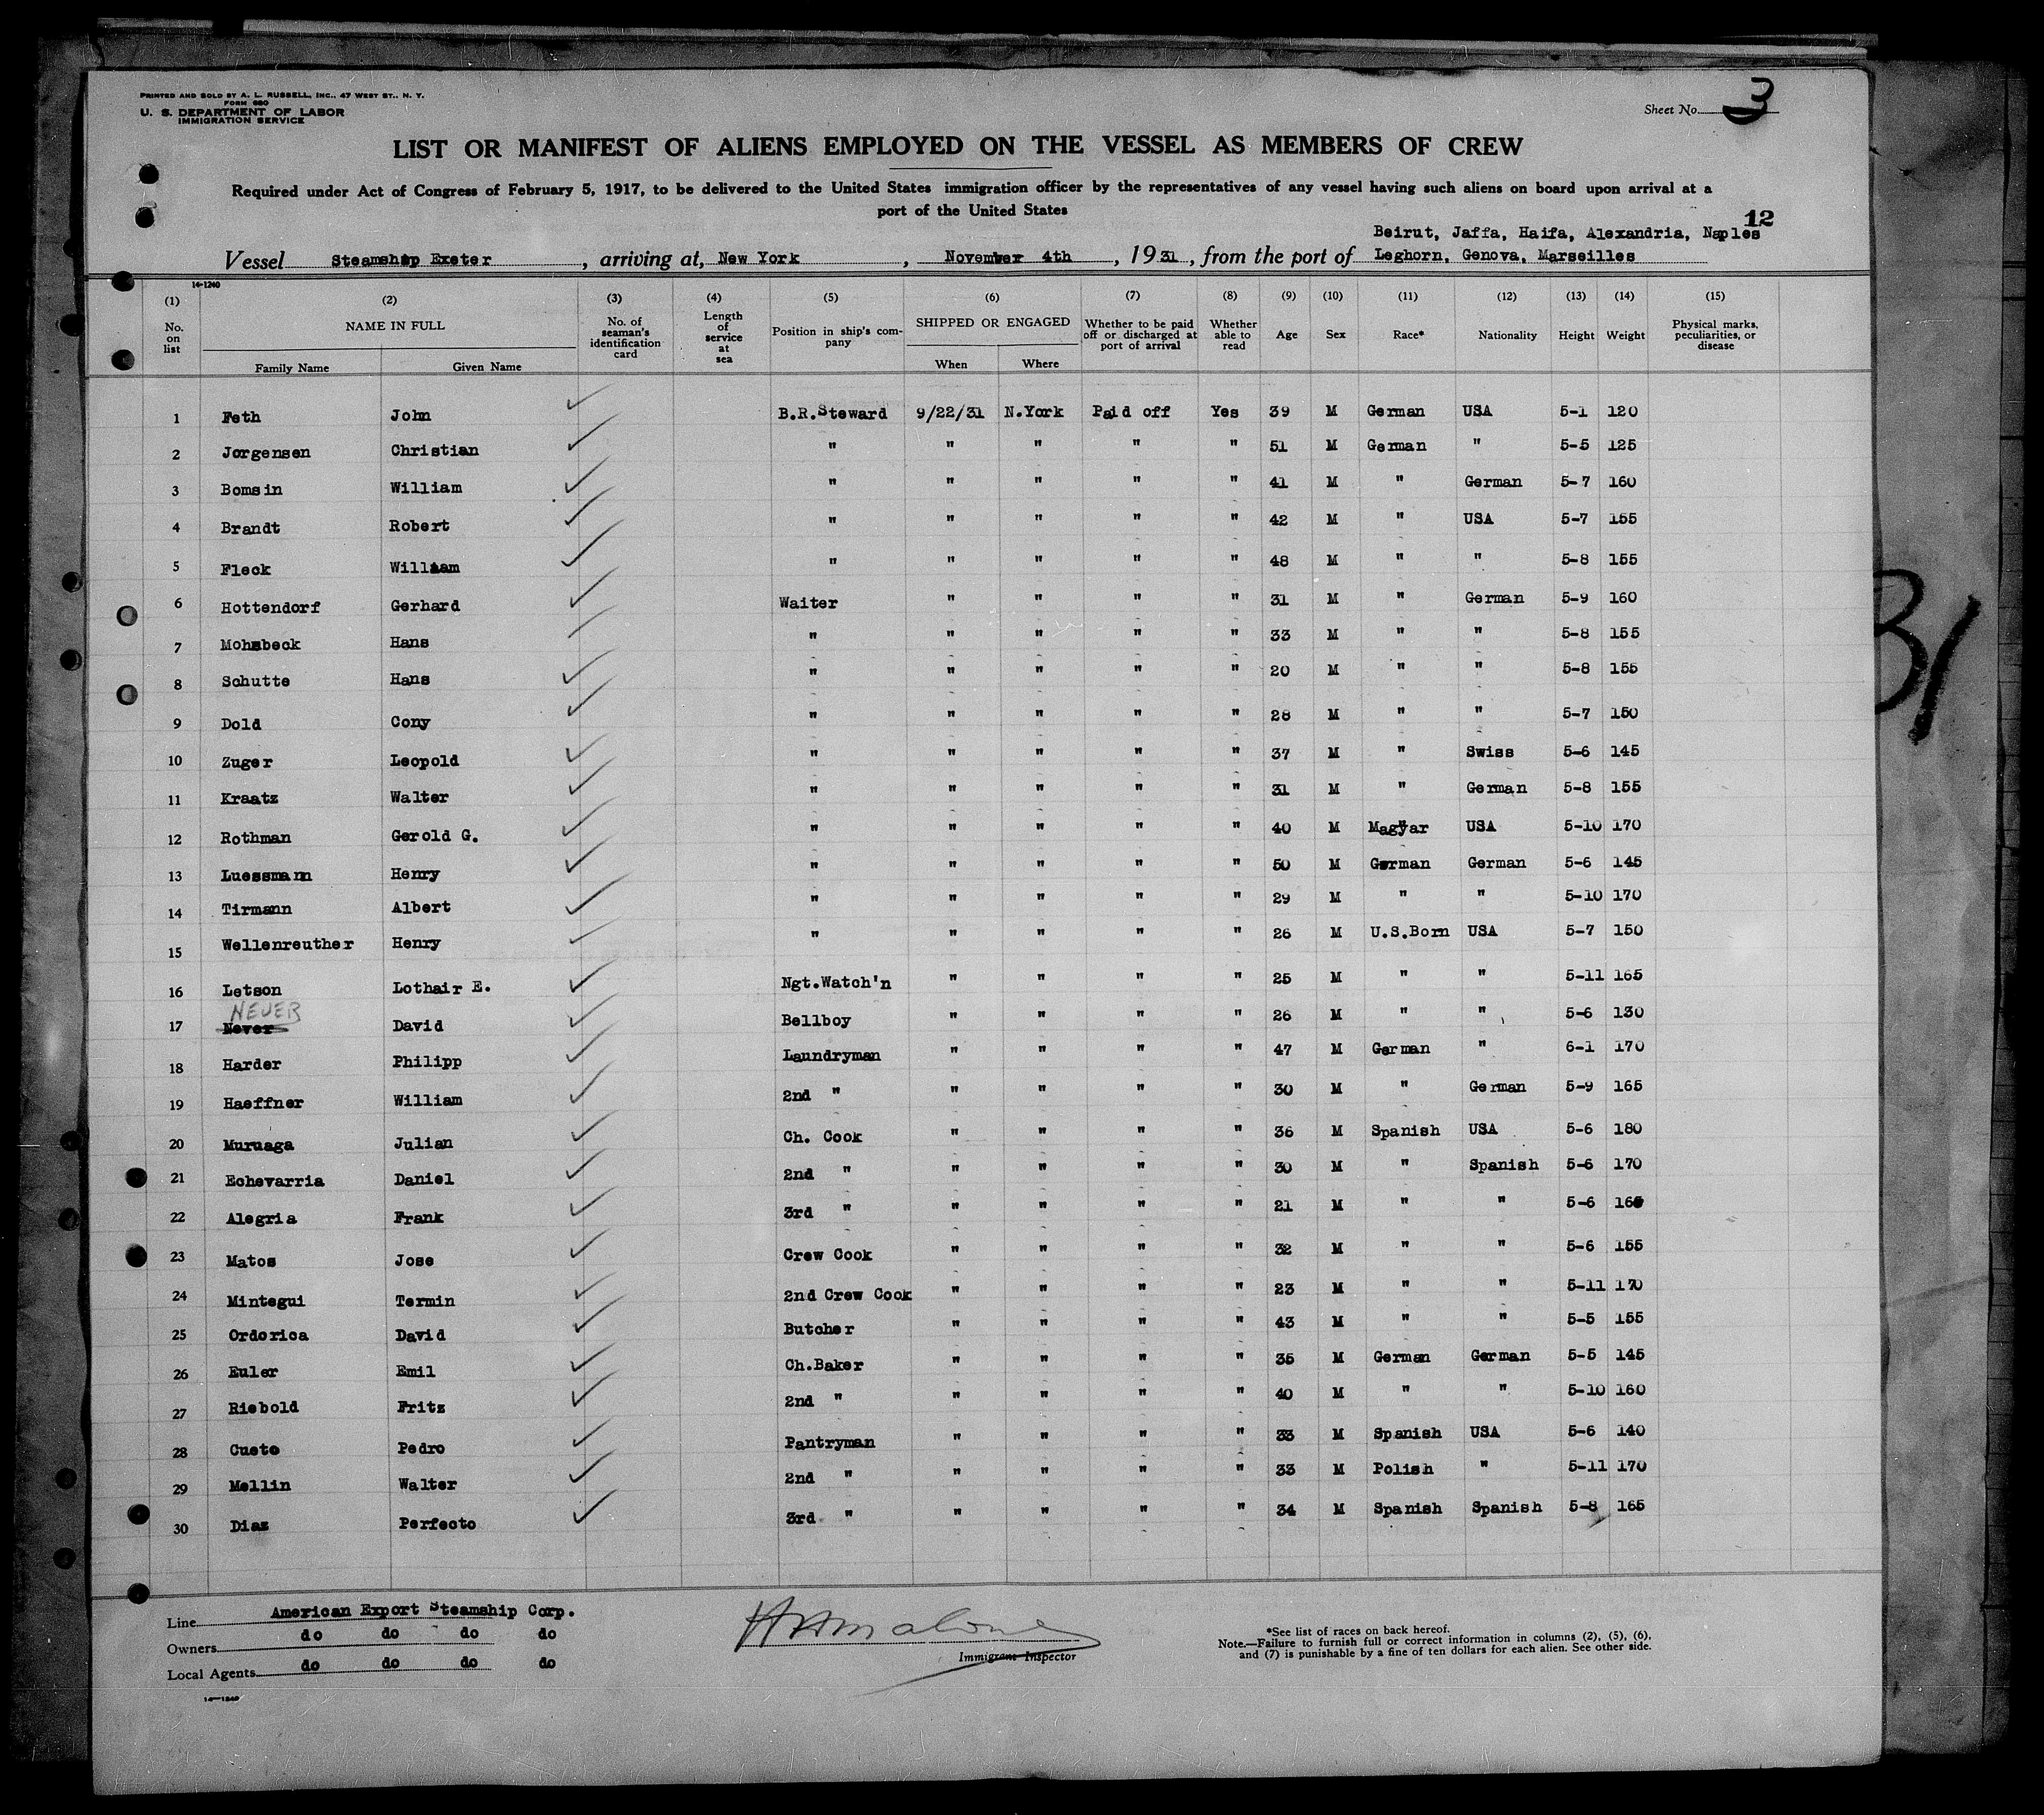 PRINTED AND SOLD BY A. L. RUSSELL, INC., 47 WEST ST., N. Y.
FORM 680
U. S. DEPARTMENT OF LABOR
IMMIGRATION SERVICE
Sheet No. 3
LIST OR MANIFEST OF ALIENS EMPLOYED ON THE VESSEL AS MEMBERS OF CREW
Required under Act of Congress of February 5, 1917, to be delivered to the United States immigration officer by the representatives of any vessel having such aliens on board upon arrival at a
port of the United States
12
Beirut, Jaffa, Haifa, Alexandria, Naples
Vessel Steamship Exeter, arriving at, New York, November 4th, 1931, from the port of Leghorn, Genova, Marseilles
14-1240
(1) (2) (3) (4) (5) (6) (7) (8) (9) (10) (11) (12) (13) (14) (15)
No. on list NAME IN FULL No. of seaman's identification card Length of service at sea Position in ship's company SHIPPED OR ENGAGED Whether to be paid off or discharged at port of arrival Whether able to read Age Sex Race* Nationality Height Weight Physical marks, peculiarities, or disease
Family Name Given Name When Where
1 Feth John B.R.Steward 9/22/31 N.York Paid off Yes 39 M German USA 5-1 120
2 Jorgensen Christian " " " " " 51 M German " 5-5 125
3 Bomsin William " " " " " 41 M " German 5-7 160
4 Brandt Robert " " " " " 42 M " USA 5-7 155
5 Fleck William " " " " " 48 M " " 5-8 155
6 Hottendorf Gerhard Waiter " " " " 31 M " German 5-9 160
7 Mohnbeck Hans " " " " " 33 M " " 5-8 155
8 Schutte Hans " " " " " 20 M " " 5-8 155
9 Dold Cony " " " " " 28 M " " 5-7 150
10 Zuger Leopold " " " " " 37 M " Swiss 5-6 145
11 Kraatz Walter " " " " " 31 M " German 5-8 155
12 Rothman Gerold G. " " " " " 40 M Magyar USA 5-10 170
13 Luessmann Henry " " " " " 50 M German German 5-6 145
14 Tirmann Albert " " " " " 29 M " " 5-10 170
15 Wellenreuther Henry " " " " " 26 M U.S.Born USA 5-7 150
16 Letson Lothair E. Ngt.Watch'n " " " " 25 M " " 5-11 165
NEUER
17 Never David Bellboy " " " " 26 M " " 5-6 130
18 Harder Philipp Laundryman " " " " 47 M German " 6-1 170
19 Haeffner William 2nd " " " " " 30 M " German 5-9 165
20 Muruaga Julian Ch. Cook " " " " 36 M Spanish USA 5-6 180
21 Echevarria Daniel 2nd " " " " " 30 M " Spanish 5-6 170
22 Alegria Frank 3rd " " " " " 21 M " " 5-6 165
23 Matos Jose Crew Cook " " " " 32 M " " 5-6 155
24 Mintegui Termin 2nd Crew Cook " " " " 23 M " " 5-11 170
25 Ordorica David Butcher " " " " 43 M " " 5-5 155
26 Euler Emil Ch.Baker " " " " 35 M German German 5-5 145
27 Riebold Fritz 2nd " " " " " 40 M " " 5-10 160
28 Cueto Pedro Pantryman " " " " 33 M Spanish USA 5-6 140
29 Mellin Walter 2nd " " " " " 33 M Polish " 5-11 170
30 Diaz Perfecto 3rd " " " " " 34 M Spanish Spanish 5-8 165
Line American Export Steamship Corp.
Owners do do do do
Local Agents do do do do
14-1240
Immigrant Inspector
*See list of races on back hereof.
Note.—Failure to furnish full or correct information in columns (2), (5), (6),
and (7) is punishable by a fine of ten dollars for each alien. See other side.
31